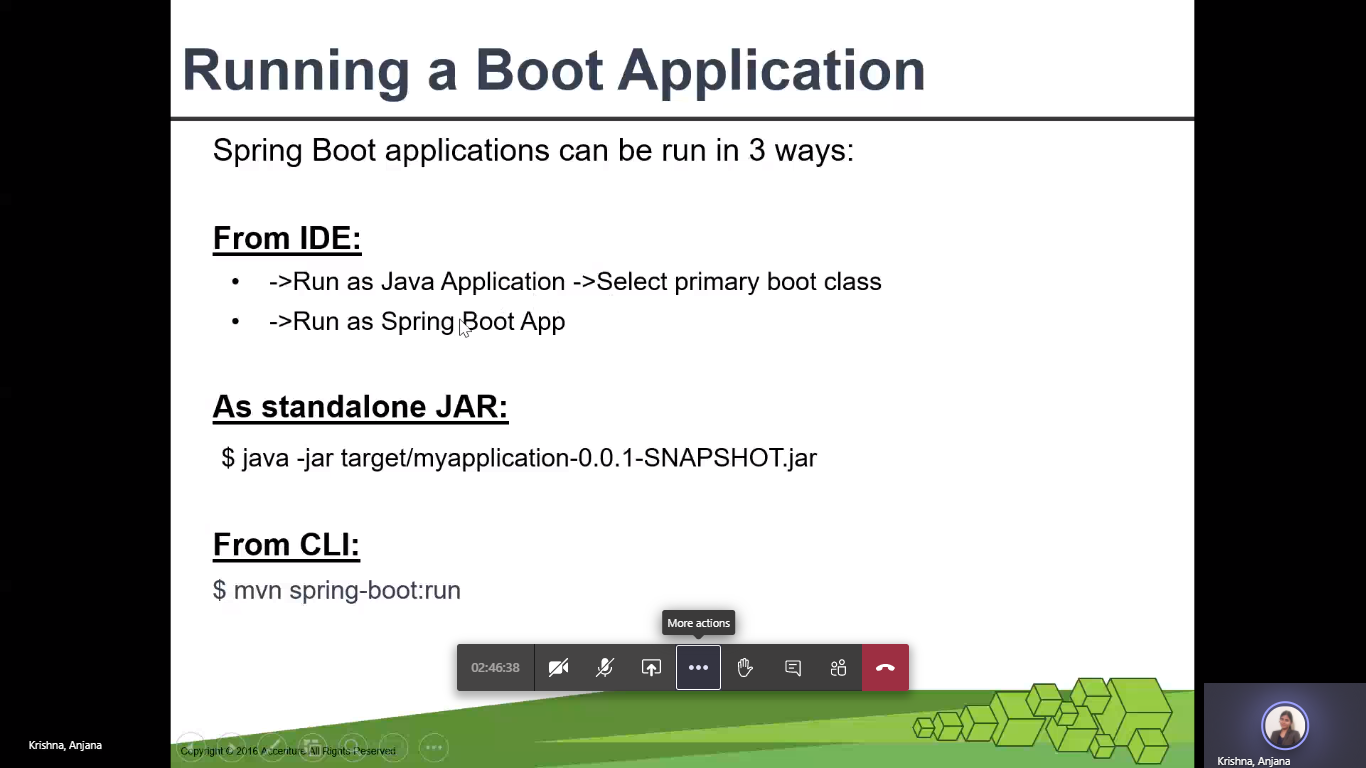 Running a Boot Application
Spring Boot applications can be run in 3 ways:
From IDE:
• ->Run as Java Application ->Select primary boot class
• ->Run as Spring Boot App
As standalone JAR:
$ java -jar target/myapplication-0.0.1-SNAPSHOT.jar
From CLI:
$ mvn spring-boot:run
More actions
02:46:38
Krishna, Anjana
Copyright © 2016 Accenture All Rights Reserved
Krishna, Anjana